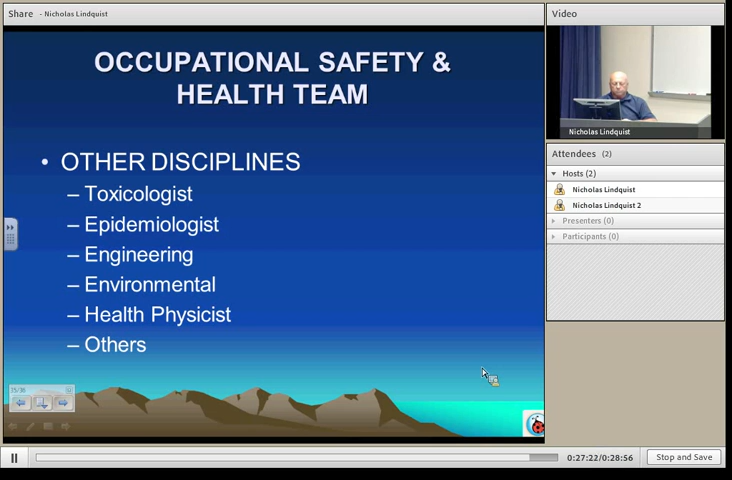 Share - Nicholas Lindquist
OCCUPATIONAL SAFETY &
HEALTH TEAM
• OTHER DISCIPLINES
– Toxicologist
– Epidemiologist
– Engineering
– Environmental
– Health Physicist
– Others
35/36
Video
Nicholas Lindquist
Attendees (2)
Hosts (2)
Nicholas Lindquist
Nicholas Lindquist 2
Presenters (0)
Participants (0)
0:27:22/0:28:56
Stop and Save